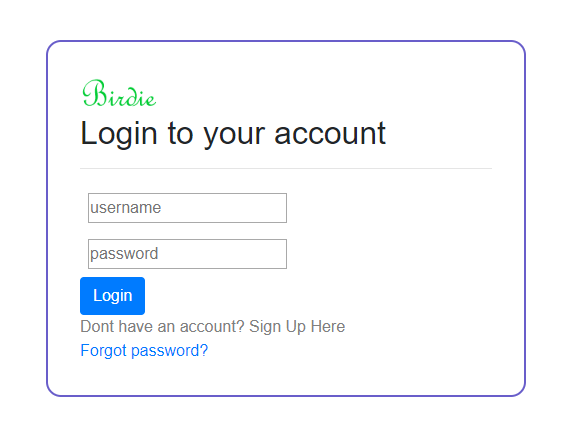 Birdie
Login to your account
username
password
Login
Dont have an account? Sign Up Here
Forgot password?